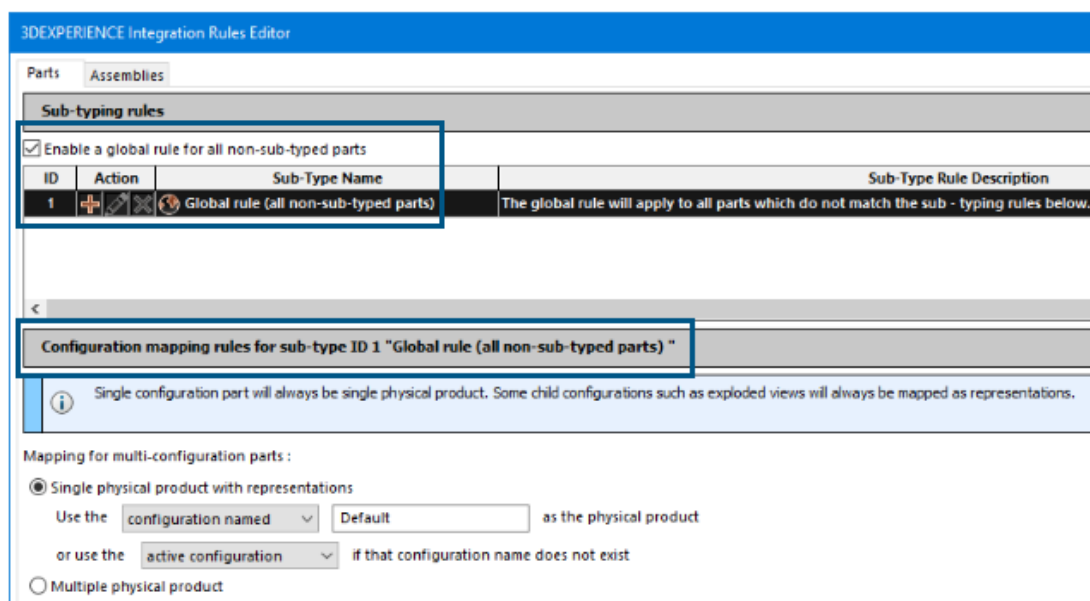 3DEXPERIENCE Integration Rules Editor
Parts Assemblies
Sub-typing rules
Enable a global rule for all non-sub-typed parts
ID Action Sub-Type Name Sub-Type Rule Description
1 Global rule (all non-sub-typed parts) The global rule will apply to all parts which do not match the sub - typing rules below.
Configuration mapping rules for sub-type ID 1 "Global rule (all non-sub-typed parts) "
Single configuration part will always be single physical product. Some child configurations such as exploded views will always be mapped as representations.
Mapping for multi-configuration parts :
Single physical product with representations
Use the configuration named Default as the physical product
or use the active configuration if that configuration name does not exist
Multiple physical product